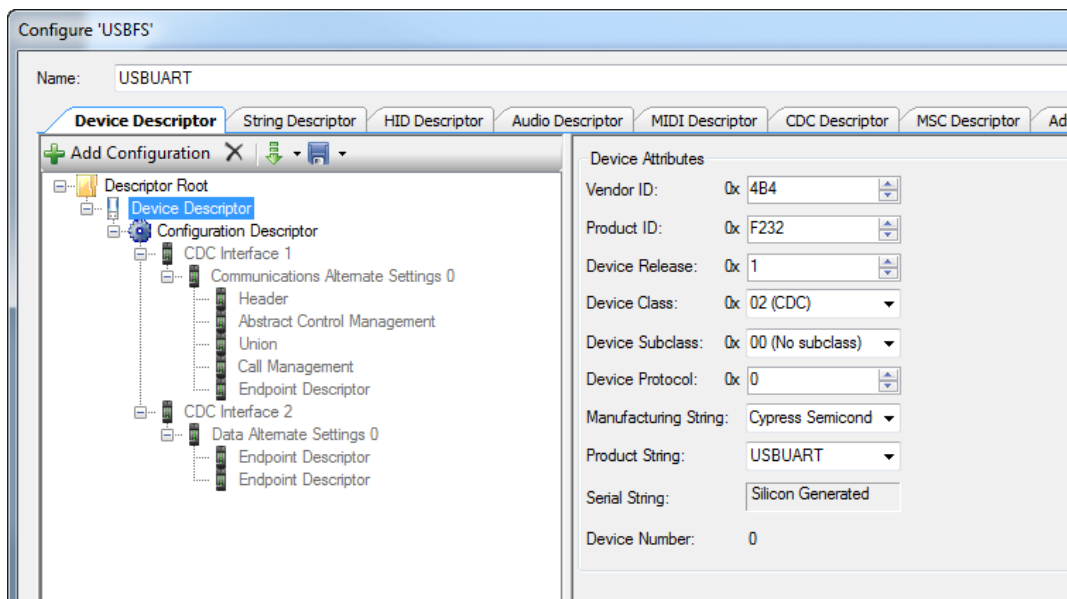 Configure 'USBFS'
Name: USBUART
Device Descriptor String Descriptor HID Descriptor Audio Descriptor MIDI Descriptor CDC Descriptor MSC Descriptor Ad
Add Configuration
Descriptor Root
Device Descriptor
Configuration Descriptor
CDC Interface 1
Communications Alternate Settings 0
Header
Abstract Control Management
Union
Call Management
Endpoint Descriptor
CDC Interface 2
Data Alternate Settings 0
Endpoint Descriptor
Endpoint Descriptor
Device Attributes
Vendor ID: 0x 4B4
Product ID: 0x F232
Device Release: 0x 1
Device Class: 0x 02 (CDC)
Device Subclass: 0x 00 (No subclass)
Device Protocol: 0x 0
Manufacturing String: Cypress Semicond
Product String: USBUART
Serial String: Silicon Generated
Device Number: 0